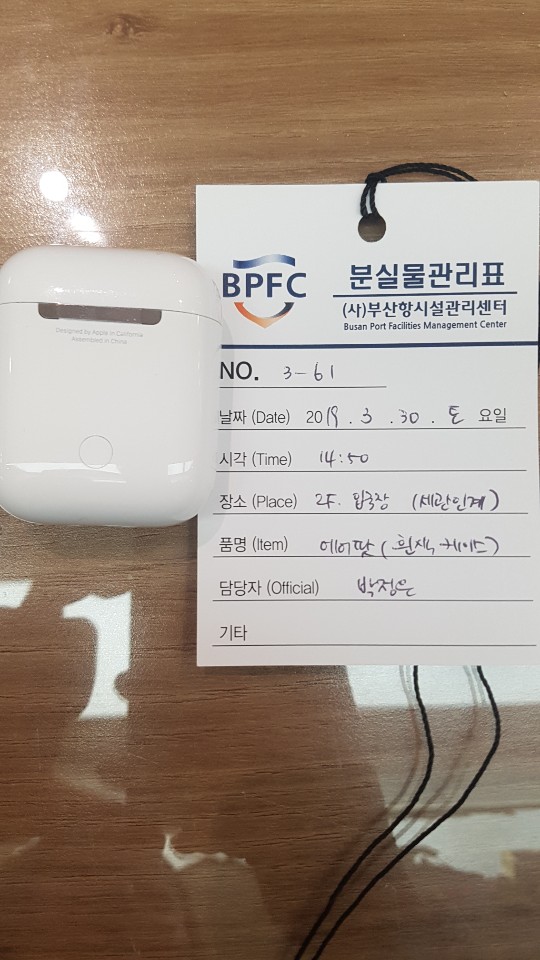 Designed by Apple in California
Assembled in China
BPFC
분실물관리표
(사)부산항시설관리센터
Busan Port Facilities Management Center
NO. 3-61
날짜 (Date) 2019. 3. 30. 토 요일
시각 (Time) 14:50
장소 (Place) 2F. 입국장 (세관인계)
품명 (Item) 에어팟 (흰색 케이스)
담당자 (Official) 박정은
기타